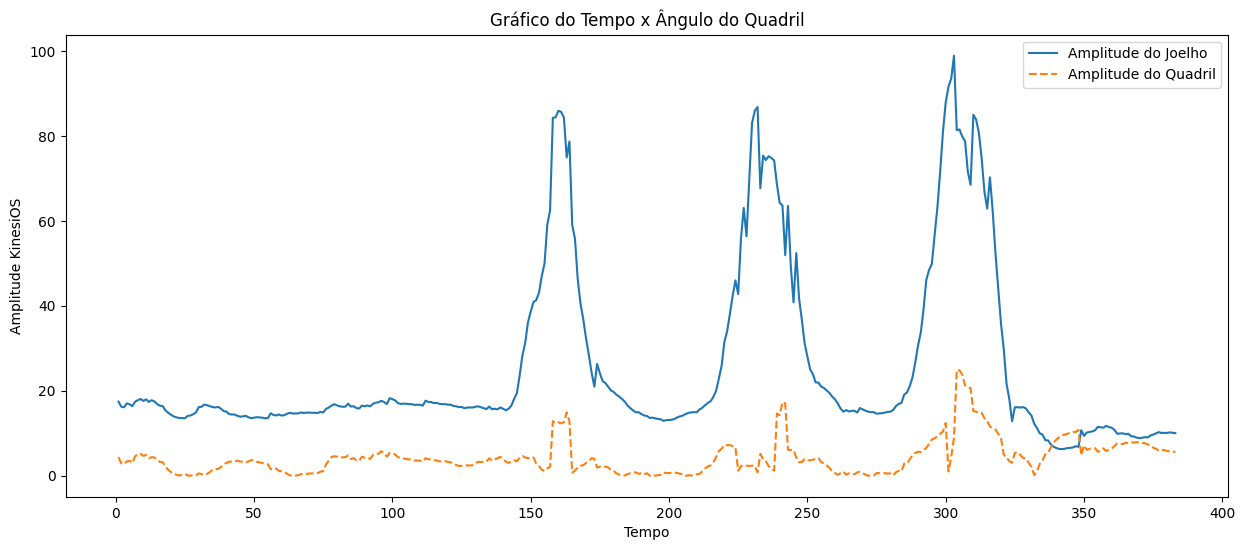 Gráfico do Tempo x Ângulo do Quadril
Amplitude do Joelho
Amplitude do Quadril
Amplitude KinesiOS
100
80
60
40
20
0
0 50 100 150 200 250 300 350 400
Tempo